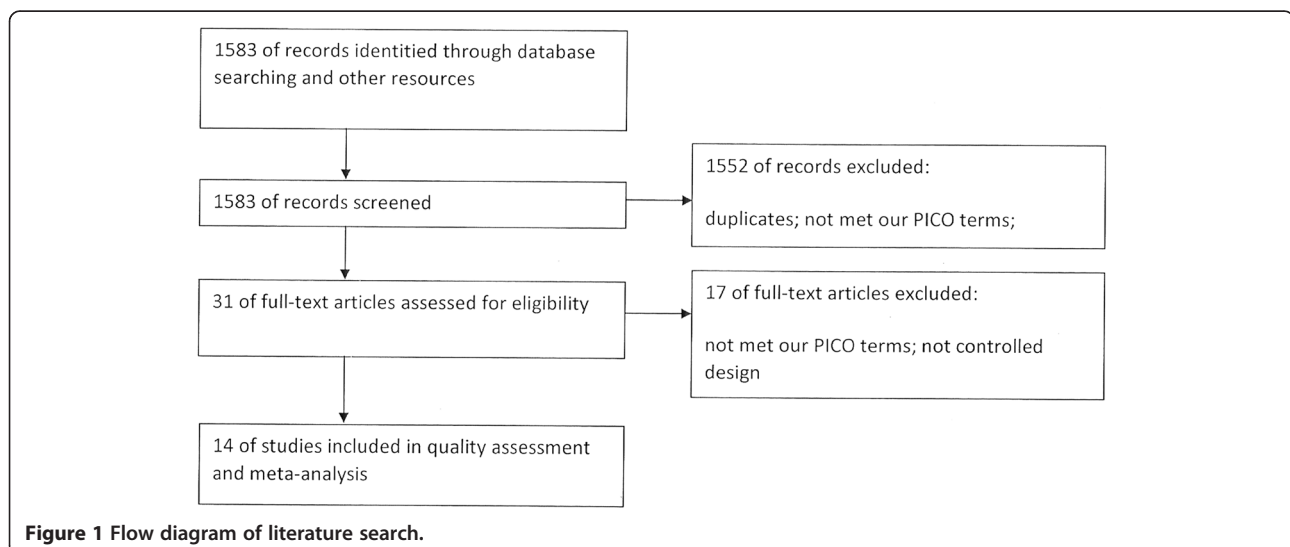 1583 of records identitied through database
searching and other resources
1552 of records excluded:
duplicates; not met our PICO terms;
1583 of records screened
31 of full-text articles assessed for eligibility
17 of full-text articles excluded:
not met our PICO terms; not controlled
design
14 of studies included in quality assessment
and meta-analysis
Figure 1 Flow diagram of literature search.